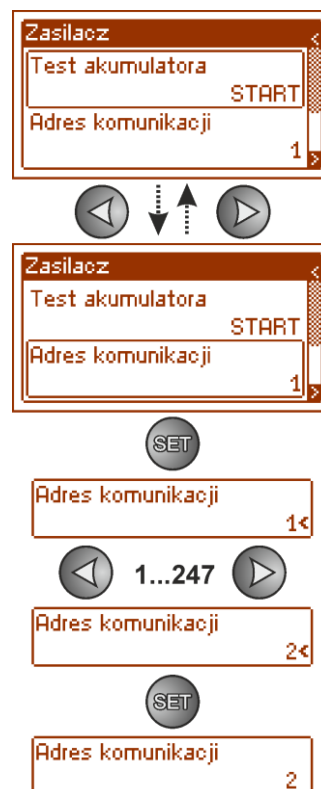 Zasilacz
Test akumulatora
START
Adres komunikacji
1
Zasilacz
Test akumulatora
START
Adres komunikacji
1
SET
Adres komunikacji
1<
1...247
Adres komunikacji
2<
SET
Adres komunikacji
2